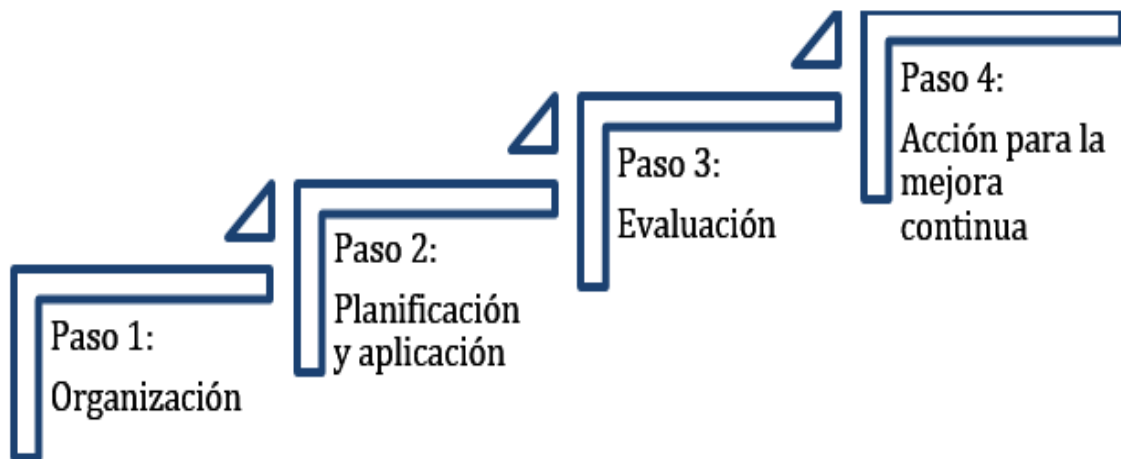 Paso 1:
Organización
Paso 2:
Planificación
y aplicación
Paso 3:
Evaluación
Paso 4:
Acción para la
mejora
continua